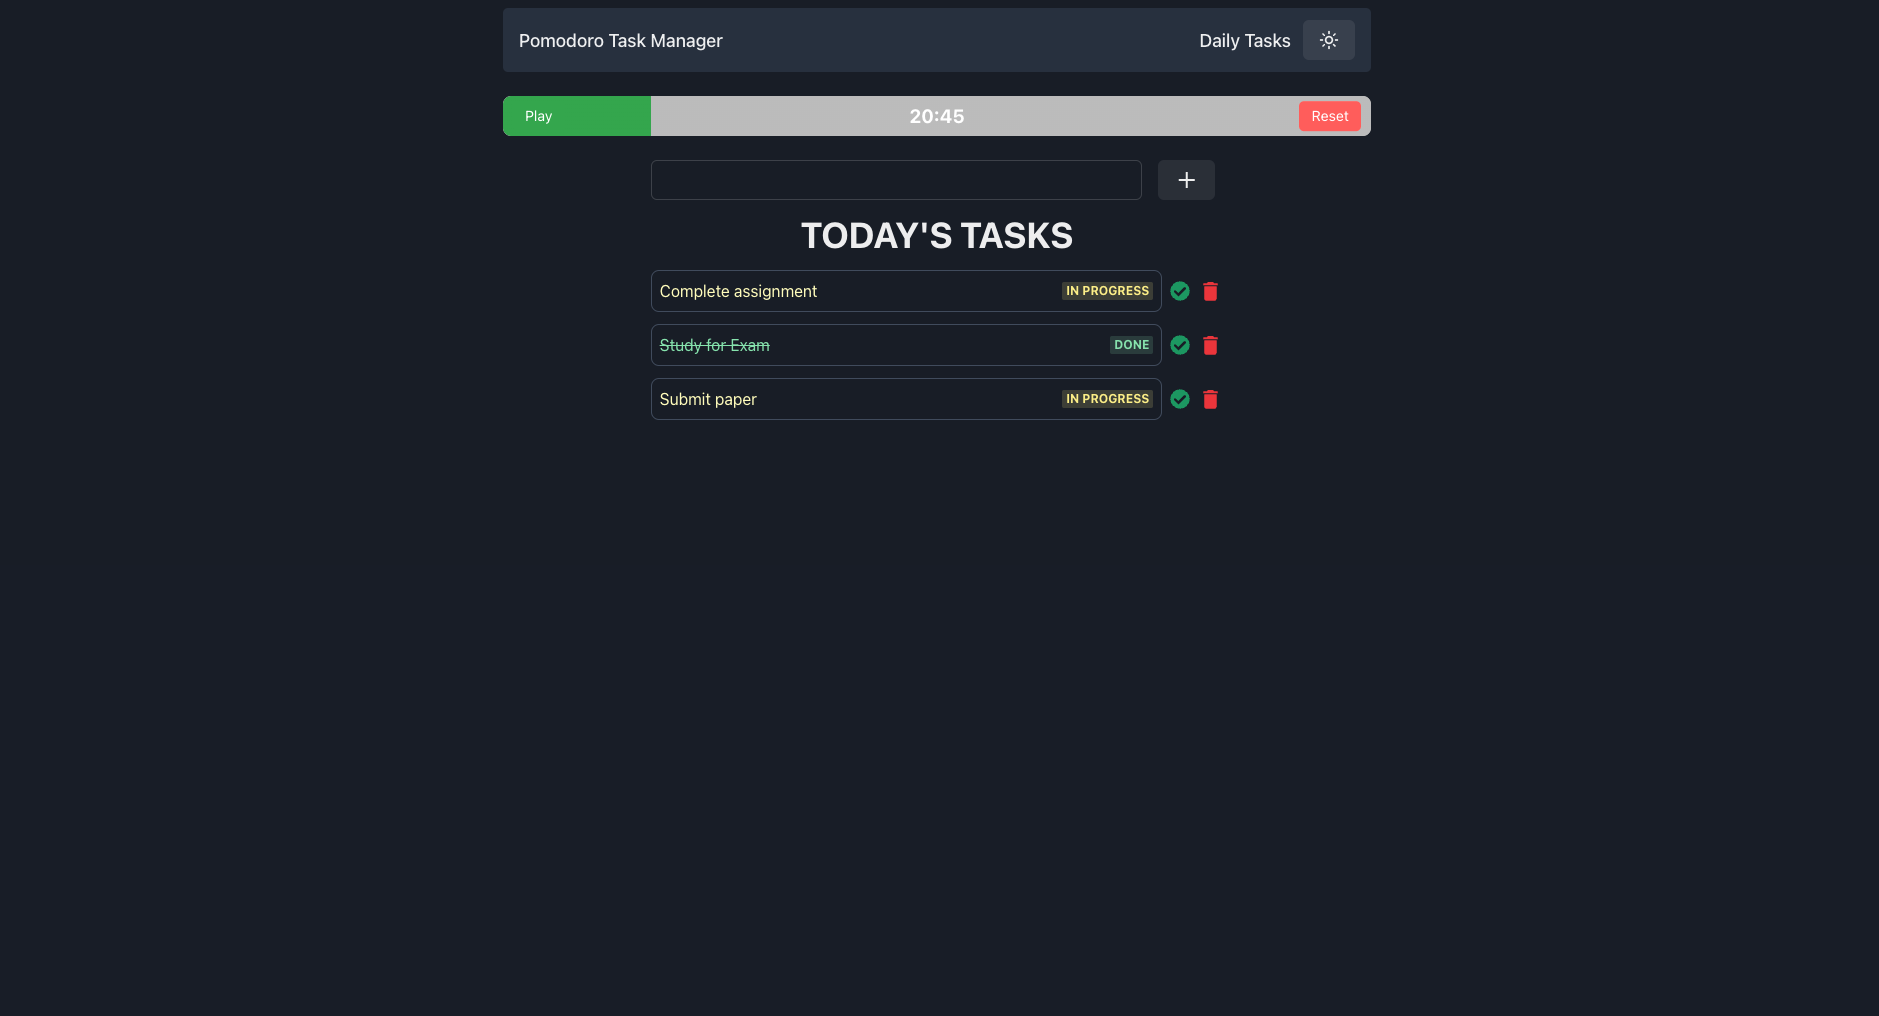 Pomodoro Task Manager Daily Tasks
Play 20:45 Reset
+
TODAY'S TASKS
Complete assignment IN PROGRESS
Study for Exam DONE
Submit paper IN PROGRESS